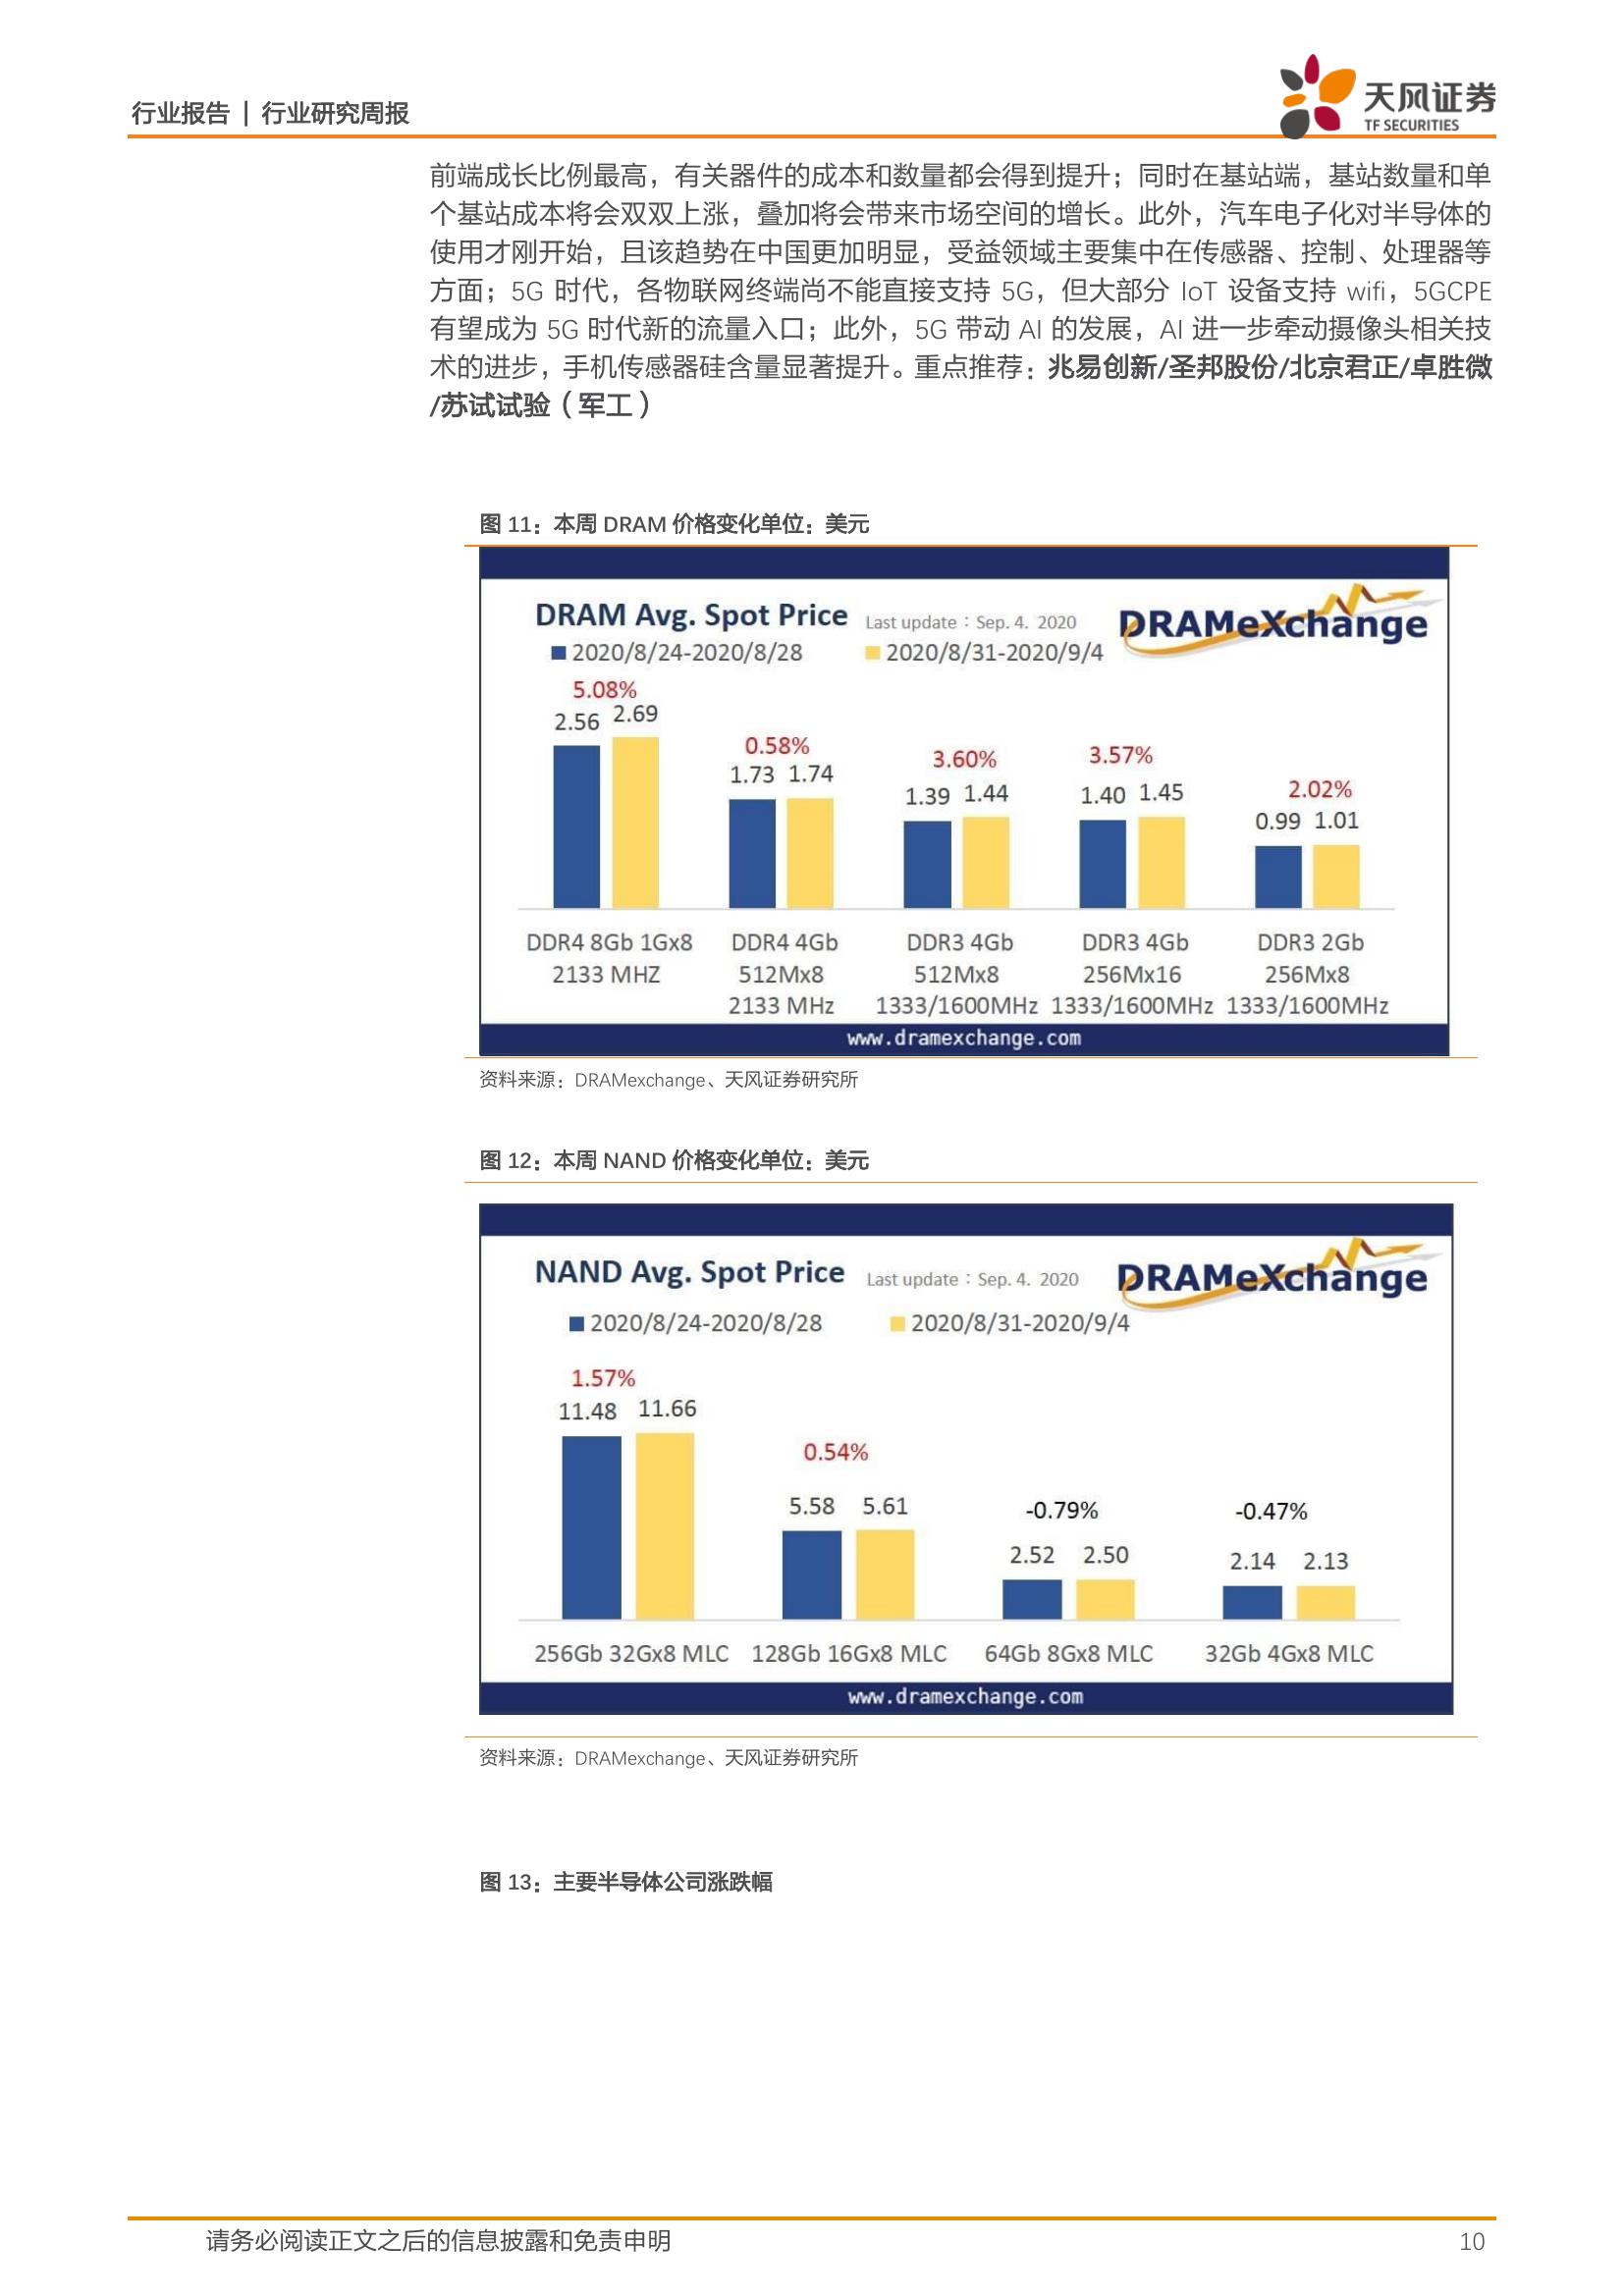 行业报告 | 行业研究周报
天风证券
TF SECURITIES
前端成长比例最高，有关器件的成本和数量都会得到提升；同时在基站端，基站数量和单
个基站成本将会双双上涨，叠加将会带来市场空间的增长。此外，汽车电子化对半导体的
使用才刚开始，且该趋势在中国更加明显，受益领域主要集中在传感器、控制、处理器等
方面；5G 时代，各物联网终端尚不能直接支持 5G，但大部分 IoT 设备支持 wifi，5GCPE
有望成为 5G 时代新的流量入口；此外，5G 带动 AI 的发展，AI 进一步牵动摄像头相关技
术的进步，手机传感器硅含量显著提升。重点推荐：兆易创新/圣邦股份/北京君正/卓胜微
/苏试试验（军工）
图 11：本周 DRAM 价格变化单位：美元
DRAM Avg. Spot Price Last update：Sep. 4. 2020
DRAMeXchange
2020/8/24-2020/8/28 2020/8/31-2020/9/4
5.08%
2.56 2.69
0.58%
1.73 1.74
3.60%
1.39 1.44
3.57%
1.40 1.45
2.02%
0.99 1.01
DDR4 8Gb 1Gx8 DDR4 4Gb DDR3 4Gb DDR3 4Gb DDR3 2Gb
2133 MHZ 512Mx8 512Mx8 256Mx16 256Mx8
2133 MHz 1333/1600MHz 1333/1600MHz 1333/1600MHz
www.dramexchange.com
资料来源：DRAMexchange、天风证券研究所
图 12：本周 NAND 价格变化单位：美元
NAND Avg. Spot Price Last update：Sep. 4. 2020
DRAMeXchange
2020/8/24-2020/8/28 2020/8/31-2020/9/4
1.57%
11.48 11.66
0.54%
5.58 5.61
-0.79%
2.52 2.50
-0.47%
2.14 2.13
256Gb 32Gx8 MLC 128Gb 16Gx8 MLC 64Gb 8Gx8 MLC 32Gb 4Gx8 MLC
www.dramexchange.com
资料来源：DRAMexchange、天风证券研究所
图 13：主要半导体公司涨跌幅
请务必阅读正文之后的信息披露和免责申明
10